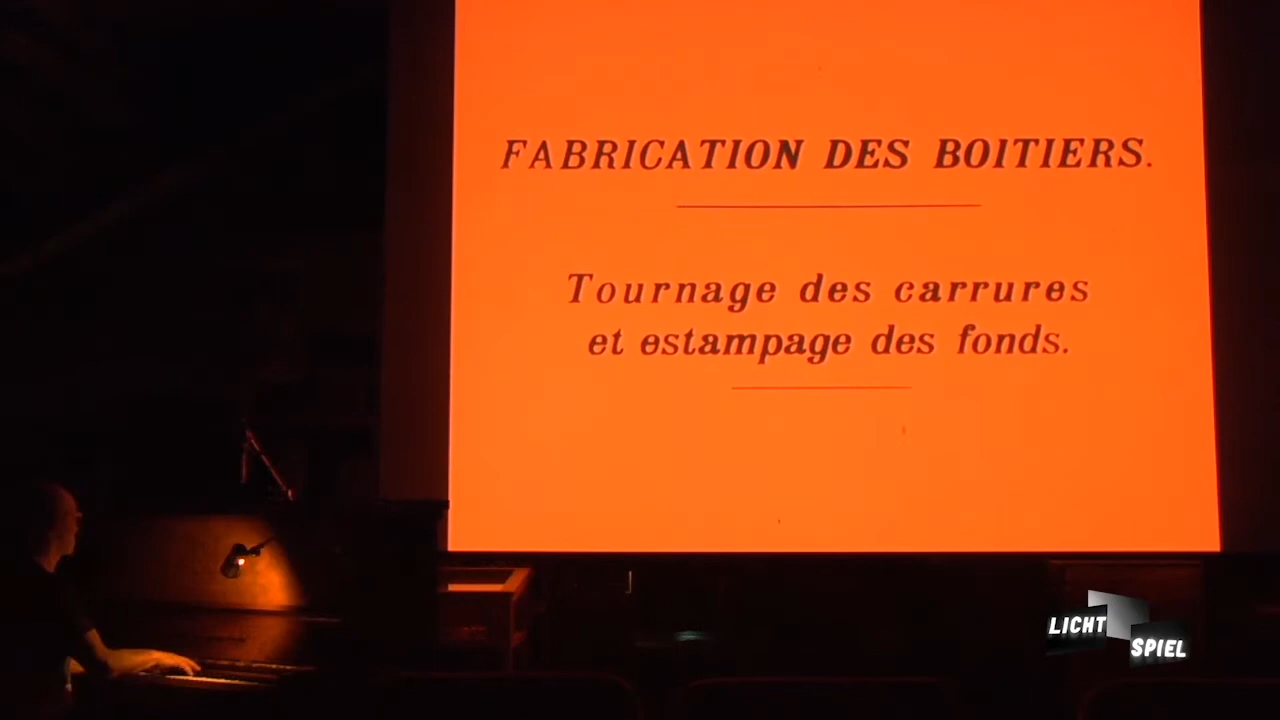 FABRICATION DES BOITIERS.
Tournage des carrures
et estampage des fonds.
LICHT
SPIEL